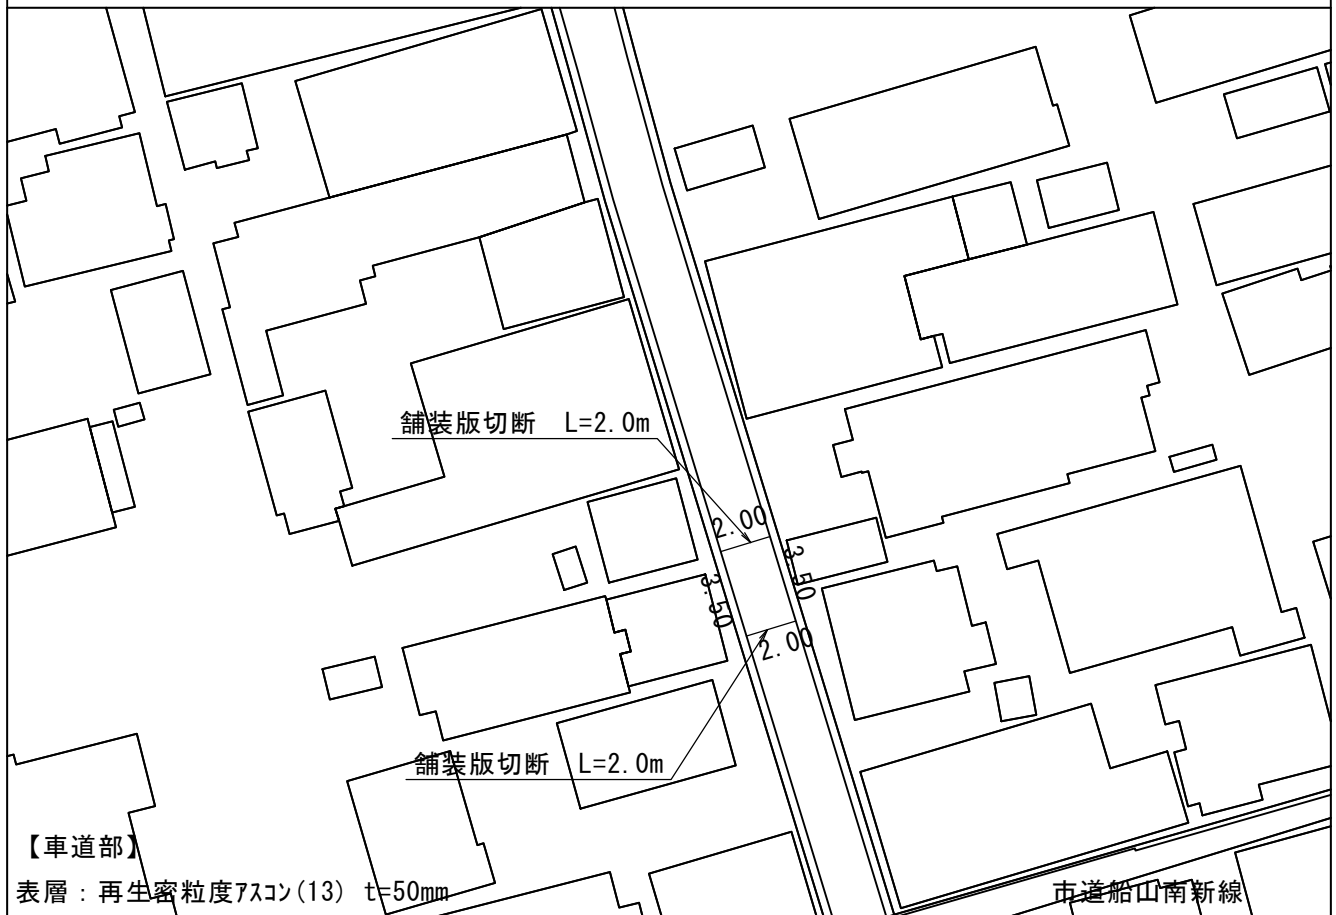 舗装版切断 L=2.0m
2.00
3.50
3.50
2.00
舗装版切断 L=2.0m
【車道部】
表層:再生密粒度アスコン(13) t=50mm
市道船山南新線